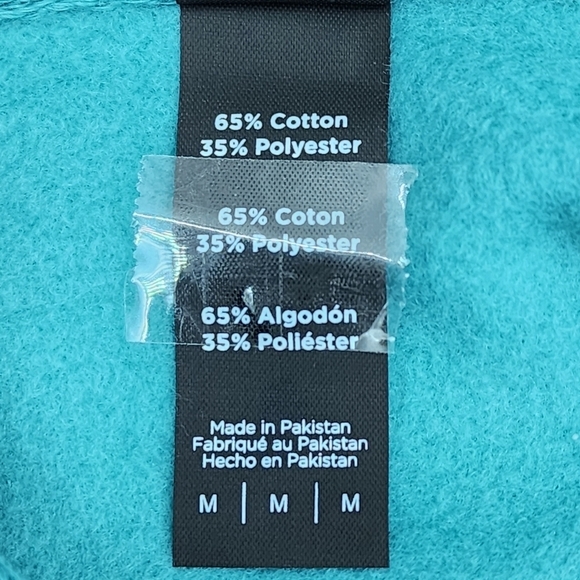 65% Cotton
35% Polyester
65% Coton
35% Polyester
65% Algodón
35% Poliéster
Made in Pakistan
Fabriqué au Pakistan
Hecho en Pakistan
M | M | M